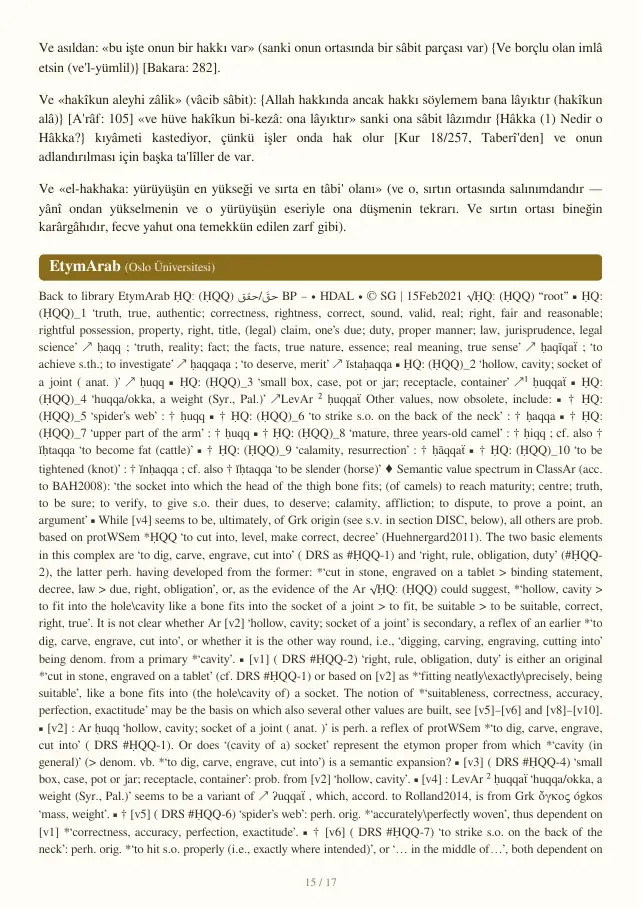 Ve asıldan: «bu işte onun bir hakkı var» (sanki onun ortasında bir sâbit parçası var) {Ve borçlu olan imlâ
etsin (ve'l-yümlil)} [Bakara: 282].
Ve «hakîkun aleyhi zâlik» (vâcib sâbit): {Allah hakkında ancak hakkı söylemem bana lâyıktır (hakîkun
alâ)} [A'râf: 105] «ve hüve hakîkun bi-kezâ: ona lâyıktır» sanki ona sâbit lâzımdır {Hâkka (1) Nedir o
Hâkka?} kıyâmeti kastediyor, çünkü işler onda hak olur [Kur 18/257, Taberî'den] ve onun
adlandırılması için başka ta'lîller de var.
Ve «el-hakhaka: yürüyüşün en yükseği ve sırta en tâbi' olanı» (ve o, sırtın ortasında salınımdandır —
yânî ondan yükselmenin ve o yürüyüşün eseriyle ona düşmenin tekrarı. Ve sırtın ortası bineğin
karârgâhıdır, fecve yahut ona temekkün edilen zarf gibi).
EtymArab (Oslo Üniversitesi)
Back to library EtymArab ḤQː (ḤQQ) حقّ/حقق BP – • HDAL • © SG | 15Feb2021 √ḤQː (ḤQQ) “root” ▪ ḤQː
(ḤQQ)_1 ‘truth, true, authentic; correctness, rightness, correct, sound, valid, real; right, fair and reasonable;
rightful possession, property, right, title, (legal) claim, one’s due; duty, proper manner; law, jurisprudence, legal
science’ ↗ ḥaqq ; ‘truth, reality; fact; the facts, true nature, essence; real meaning, true sense’ ↗ ḥaqīqaẗ ; ‘to
achieve s.th.; to investigate’ ↗ ḥaqqaqa ; ‘to deserve, merit’ ↗ ĭstaḥaqqa ▪ ḤQː (ḤQQ)_2 ‘hollow, cavity; socket of
a joint ( anat. )’ ↗ ḥuqq ▪ ḤQː (ḤQQ)_3 ‘small box, case, pot or jar; receptacle, container’ ↗¹ ḥuqqaẗ ▪ ḤQː
(ḤQQ)_4 ‘huqqa/okka, a weight (Syr., Pal.)’ ↗LevAr ² ḥuqqaẗ Other values, now obsolete, include: ▪ † ḤQː
(ḤQQ)_5 ‘spider’s web’ : † ḥuqq ▪ † ḤQː (ḤQQ)_6 ‘to strike s.o. on the back of the neck’ : † ḥaqqa ▪ † ḤQː
(ḤQQ)_7 ‘upper part of the arm’ : † ḥuqq ▪ † ḤQː (ḤQQ)_8 ‘mature, three years-old camel’ : † ḥiqq ; cf. also †
ĭḥtaqqa ‘to become fat (cattle)’ ▪ † ḤQː (ḤQQ)_9 ‘calamity, resurrection’ : † ḥāqqaẗ ▪ † ḤQː (ḤQQ)_10 ‘to be
tightened (knot)’ : † ĭnḥaqqa ; cf. also † ĭḥtaqqa ‘to be slender (horse)’ ♦ Semantic value spectrum in ClassAr (acc.
to BAH2008): ‘the socket into which the head of the thigh bone fits; (of camels) to reach maturity; centre; truth,
to be sure; to verify, to give s.o. their dues, to deserve; calamity, affliction; to dispute, to prove a point, an
argument’ ▪ While [v4] seems to be, ultimately, of Grk origin (see s.v. in section DISC, below), all others are prob.
based on protWSem *ḤQQ ‘to cut into, level, make correct, decree’ (Huehnergard2011). The two basic elements
in this complex are ‘to dig, carve, engrave, cut into’ ( DRS as #ḤQQ-1) and ‘right, rule, obligation, duty’ (#ḤQQ-
2), the latter perh. having developed from the former: *‘cut in stone, engraved on a tablet > binding statement,
decree, law > due, right, obligation’, or, as the evidence of the Ar √ḤQː (ḤQQ) could suggest, *‘hollow, cavity >
to fit into the hole\cavity like a bone fits into the socket of a joint > to fit, be suitable > to be suitable, correct,
right, true’. It is not clear whether Ar [v2] ‘hollow, cavity; socket of a joint’ is secondary, a reflex of an earlier *‘to
dig, carve, engrave, cut into’, or whether it is the other way round, i.e., ‘digging, carving, engraving, cutting into’
being denom. from a primary *‘cavity’. ▪ [v1] ( DRS #ḤQQ-2) ‘right, rule, obligation, duty’ is either an original
*‘cut in stone, engraved on a tablet’ (cf. DRS #ḤQQ-1) or based on [v2] as *‘fitting neatly\exactly\precisely, being
suitable’, like a bone fits into (the hole\cavity of) a socket. The notion of *‘suitableness, correctness, accuracy,
perfection, exactitude’ may be the basis on which also several other values are built, see [v5]–[v6] and [v8]–[v10].
▪ [v2] : Ar ḥuqq ‘hollow, cavity; socket of a joint ( anat. )’ is perh. a reflex of protWSem *‘to dig, carve, engrave,
cut into’ ( DRS #ḤQQ-1). Or does ‘(cavity of a) socket’ represent the etymon proper from which *‘cavity (in
general)’ (> denom. vb. *‘to dig, carve, engrave, cut into’) is a semantic expansion? ▪ [v3] ( DRS #ḤQQ-4) ‘small
box, case, pot or jar; receptacle, container’: prob. from [v2] ‘hollow, cavity’. ▪ [v4] : LevAr ² ḥuqqaẗ ‘huqqa/okka, a
weight (Syr., Pal.)’ seems to be a variant of ↗ ʔuqqaẗ , which, accord. to Rolland2014, is from Grk ὄγκος ógkos
‘mass, weight’. ▪ † [v5] ( DRS #ḤQQ-6) ‘spider’s web’: perh. orig. *‘accurately\perfectly woven’, thus dependent on
[v1] *‘correctness, accuracy, perfection, exactitude’. ▪ † [v6] ( DRS #ḤQQ-7) ‘to strike s.o. on the back of the
neck’: perh. orig. *‘to hit s.o. properly (i.e., exactly where intended)’, or ‘… in the middle of…’, both dependent on
15 / 17